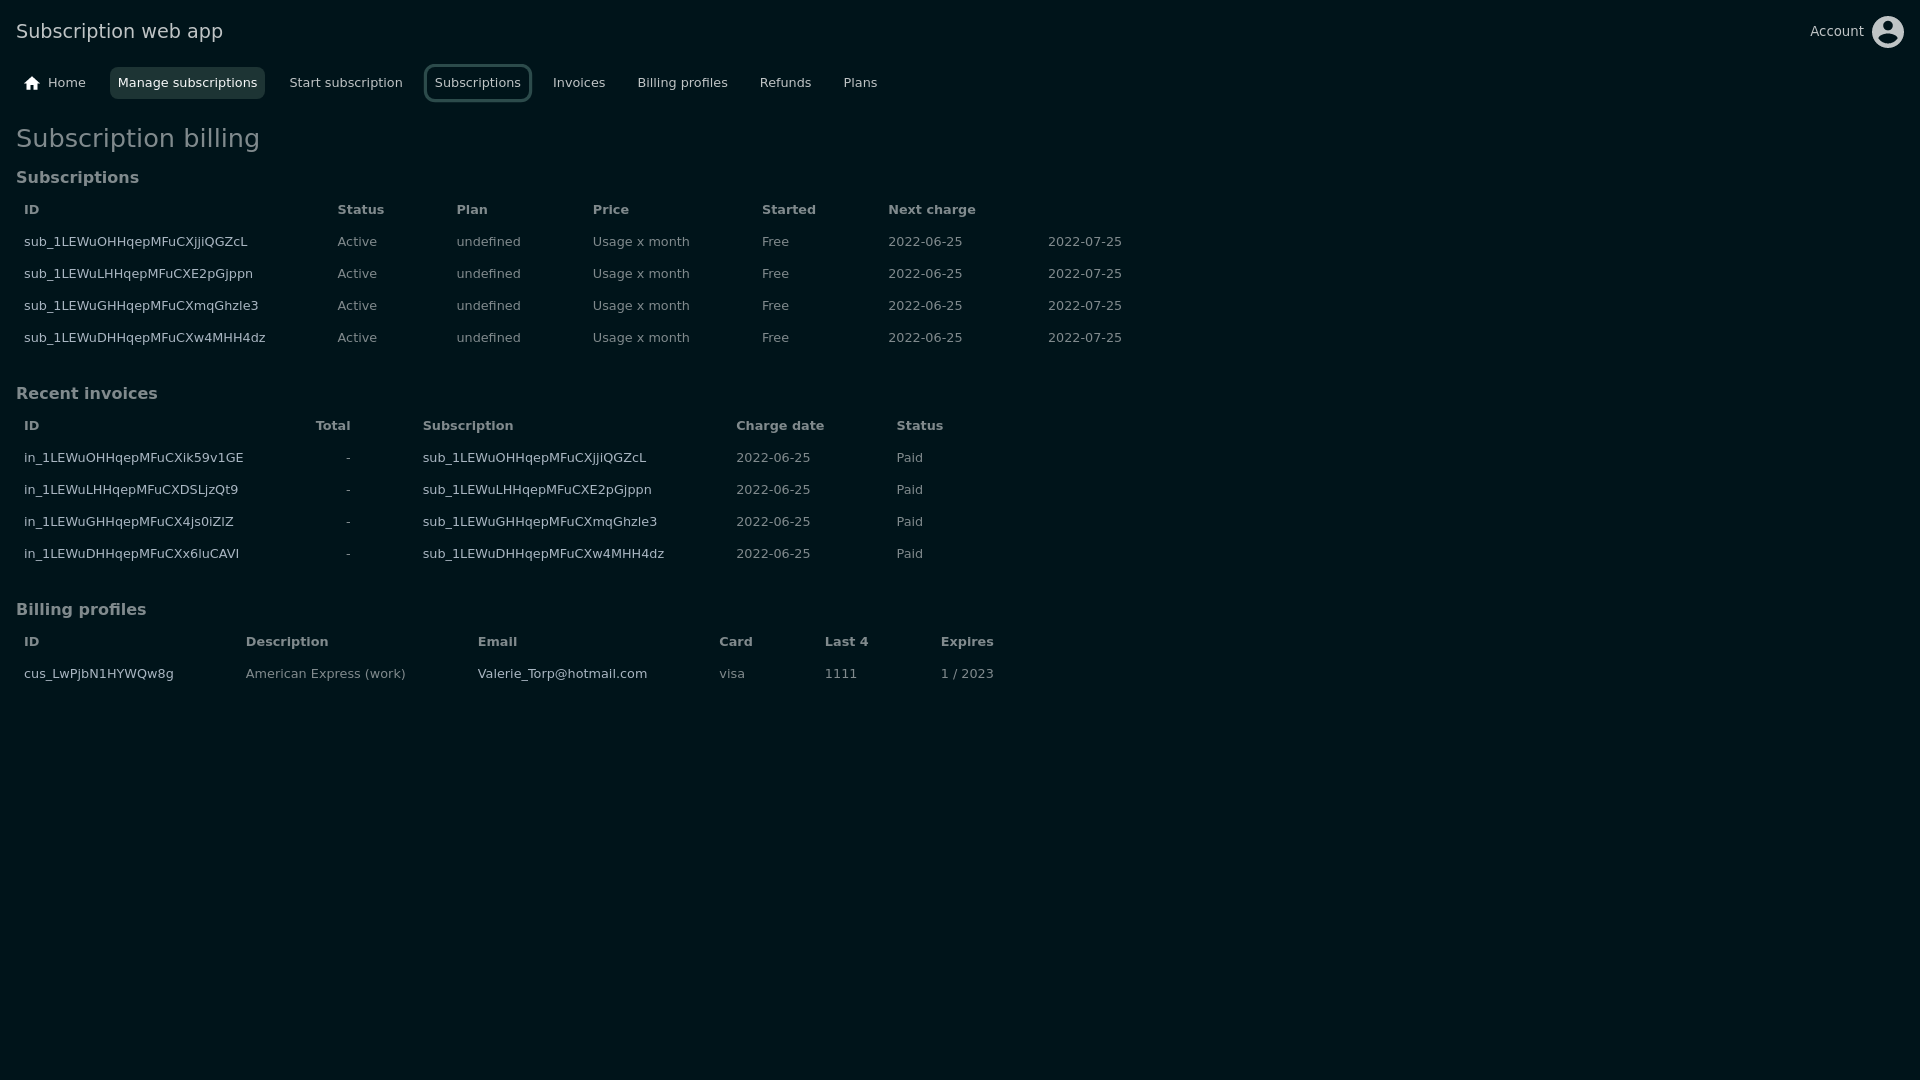 Subscription web app
Account
Home Manage subscriptions Start subscription Subscriptions Invoices Billing profiles Refunds Plans
Subscription billing
Subscriptions
ID Status Plan Price Started Next charge
sub_1LEWuOHHqepMFuCXjjIQGZcL Active undefined Usage x month Free 2022-06-25 2022-07-25
sub_1LEWuLHHqepMFuCXE2pGjppn Active undefined Usage x month Free 2022-06-25 2022-07-25
sub_1LEWuGHHqepMFuCXmqGhzle3 Active undefined Usage x month Free 2022-06-25 2022-07-25
sub_1LEWuDHHqepMFuCXw4MHH4dz Active undefined Usage x month Free 2022-06-25 2022-07-25
Recent invoices
ID Total Subscription Charge date Status
in_1LEWuOHHqepMFuCXik59v1GE - sub_1LEWuOHHqepMFuCXjjIQGZcL 2022-06-25 Paid
in_1LEWuLHHqepMFuCXDSLjzQt9 - sub_1LEWuLHHqepMFuCXE2pGjppn 2022-06-25 Paid
in_1LEWuGHHqepMFuCX4js0iZIZ - sub_1LEWuGHHqepMFuCXmqGhzle3 2022-06-25 Paid
in_1LEWuDHHqepMFuCXx6IuCAVI - sub_1LEWuDHHqepMFuCXw4MHH4dz 2022-06-25 Paid
Billing profiles
ID Description Email Card Last 4 Expires
cus_LwPjbN1HYWQw8g American Express (work) Valerie_Torp@hotmail.com visa 1111 1 / 2023